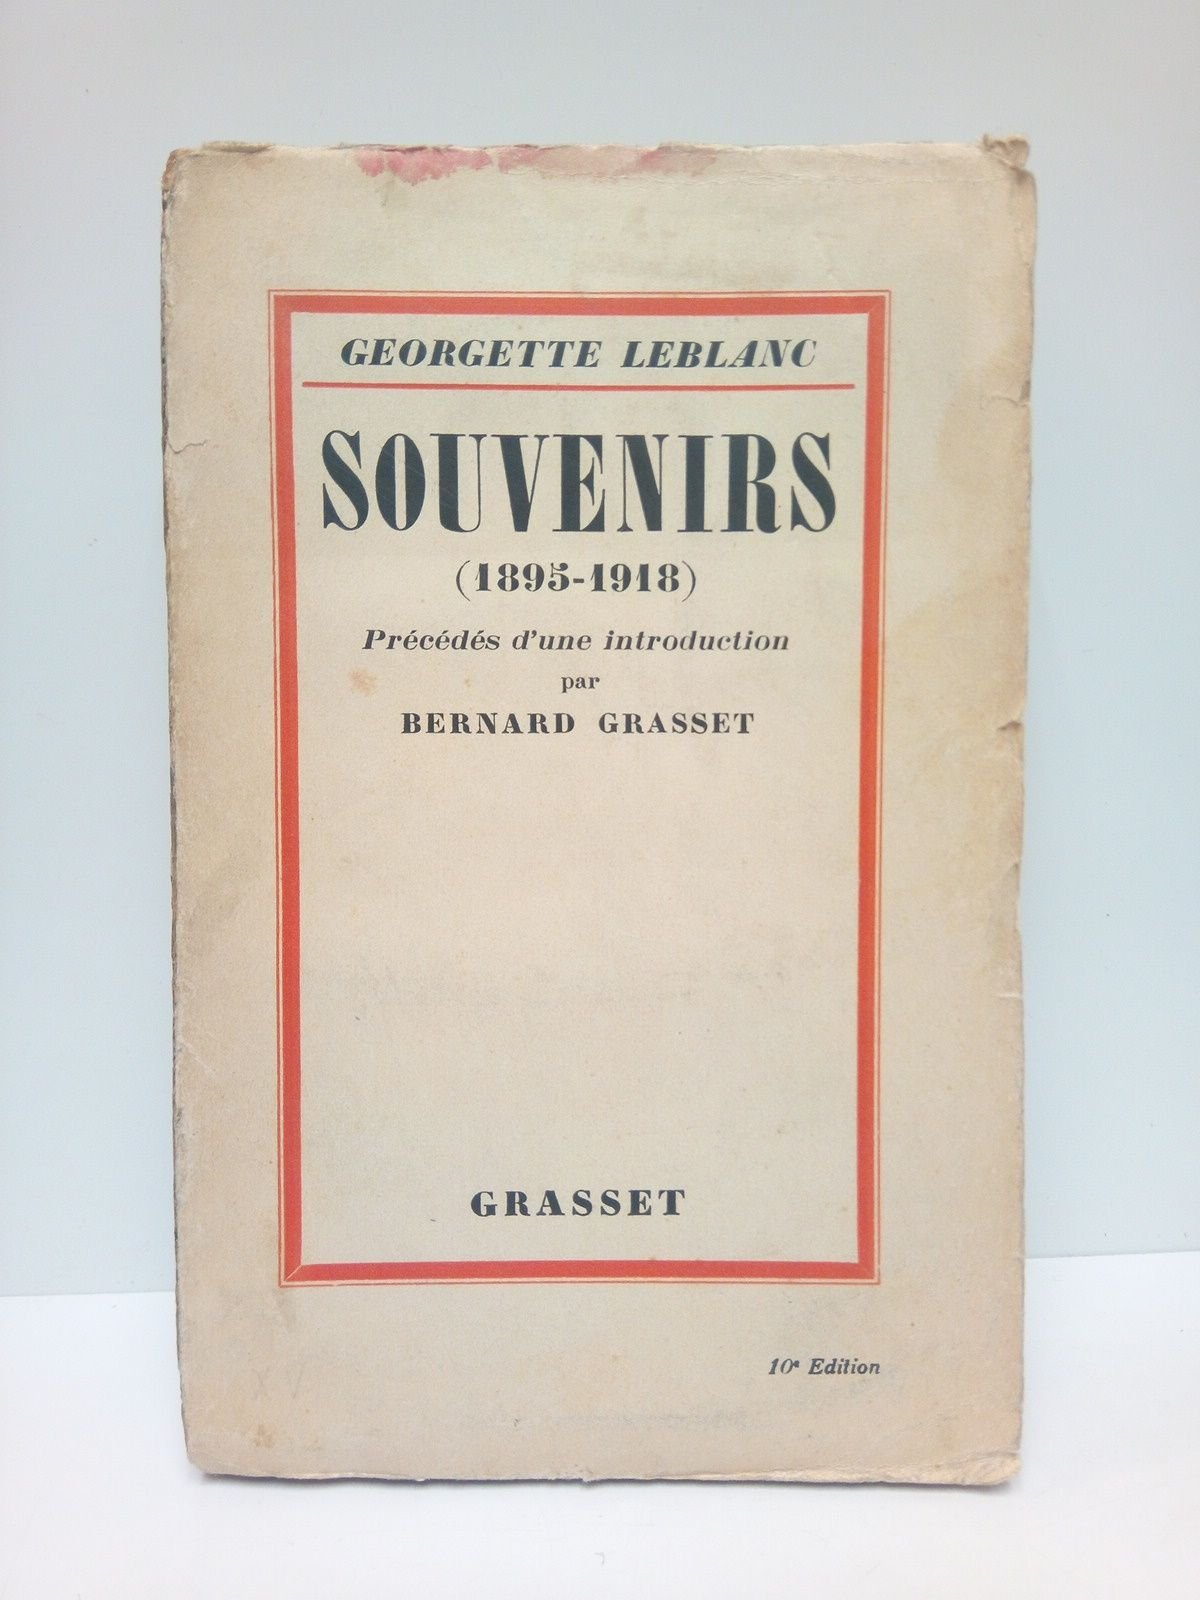 GEORGETTE LEBLANC
SOUVENIRS
(1895-1918)
Précédés d'une introduction
par
BERNARD GRASSET
GRASSET
10e Edition